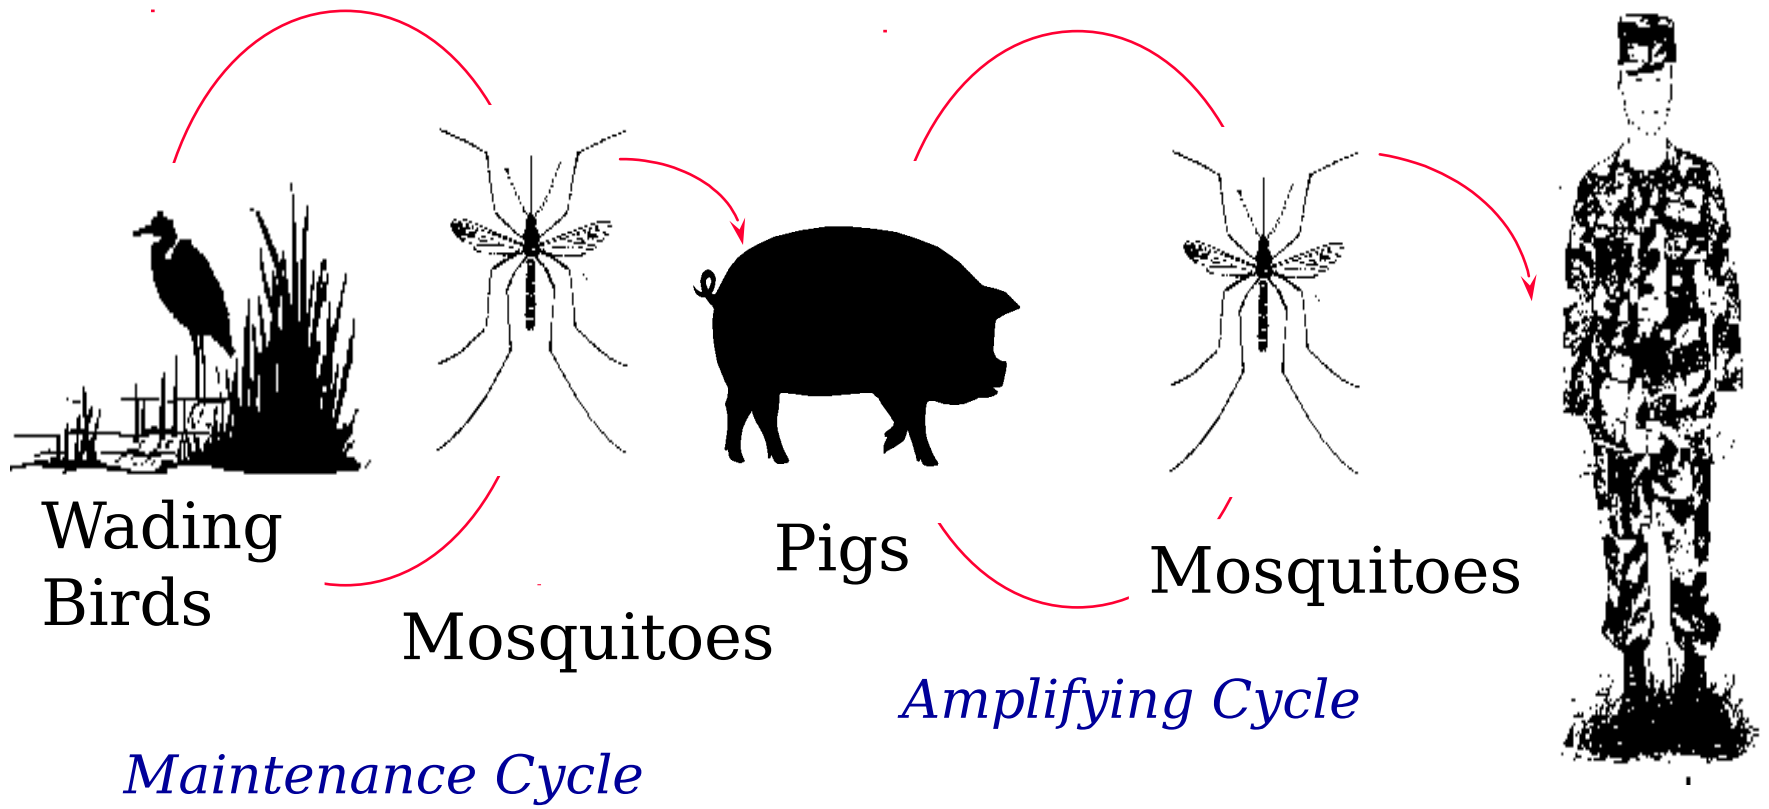 Wading
Birds
Mosquitoes
Pigs
Mosquitoes
Maintenance Cycle
Amplifying Cycle